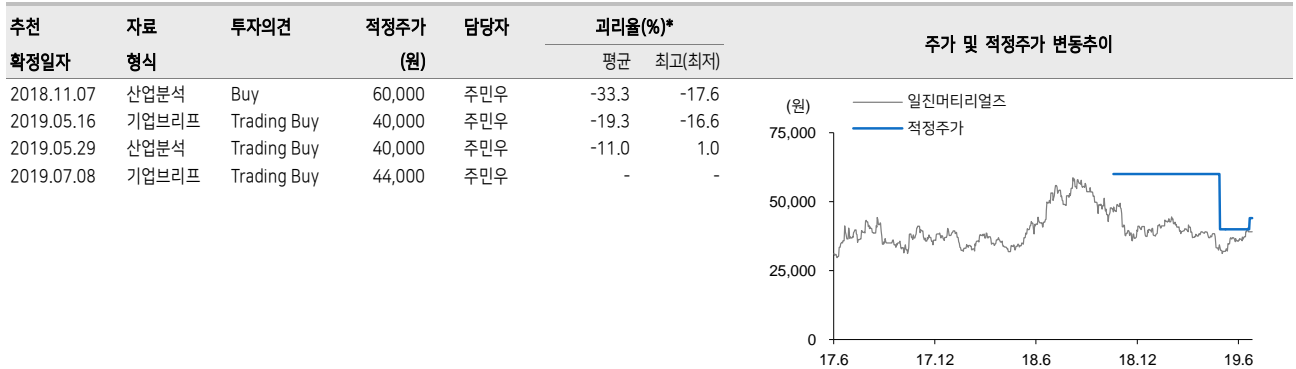 추천 자료 투자의견 적정주가 담당자 괴리율(%)* 주가 및 적정주가 변동추이
확정일자 형식 (원) 평균 최고(최저)
2018.11.07 산업분석 Buy 60,000 주민우 -33.3 -17.6
2019.05.16 기업브리프 Trading Buy 40,000 주민우 -19.3 -16.6
2019.05.29 산업분석 Trading Buy 40,000 주민우 -11.0 1.0
2019.07.08 기업브리프 Trading Buy 44,000 주민우 - -
(원)
일진머티리얼즈
적정주가
75,000
50,000
25,000
0
17.6 17.12 18.6 18.12 19.6